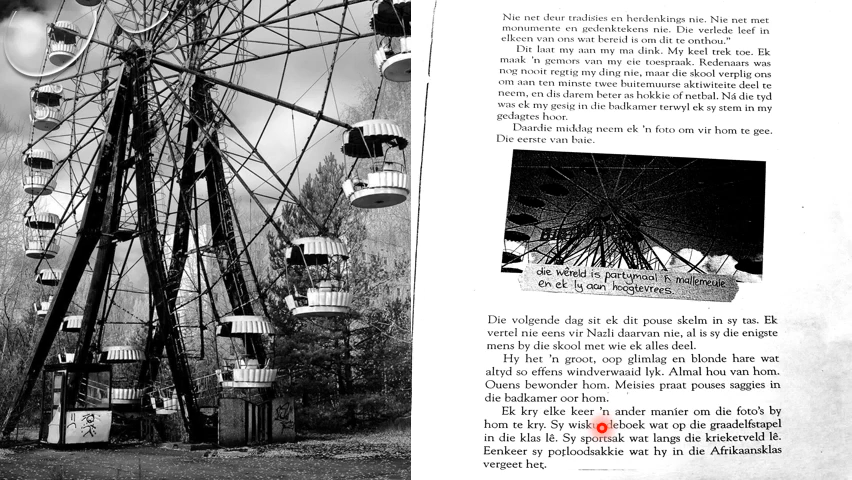 Nie net deur tradisies en herdenkings nie. Nie net met
monumente en gedenktekens nie. Die verlede leef in
elkeen van ons wat bereid is om dit te onthou."
Dit laat my aan my ma dink. My keel trek toe. Ek
maak 'n gemors van my eie toespraak. Redenaars was
nog nooit regtig my ding nie, maar die skool verplig ons
om aan ten minste twee buitemuurse aktiwiteite deel te
neem, en dis darem beter as hokkie of netbal. Ná die tyd
was ek my gesig in die badkamer terwyl ek sy stem in my
gedagtes hoor.
Daardie middag neem ek 'n foto om vir hom te gee.
Die eerste van baie.
die wêreld is partymaal 'n mallemeule
en ek ly aan hoogtevrees.
Die volgende dag sit ek dit pouse skelm in sy tas. Ek
vertel nie eens vir Nazli daarvan nie, al is sy die enigste
mens by die skool met wie ek alles deel.
Hy het 'n groot, oop glimlag en blonde hare wat
altyd so effens windverwaaid lyk. Almal hou van hom.
Ouens bewonder hom. Meisies praat pouses saggies in
die badkamer oor hom.
Ek kry elke keer 'n ander manier om die foto's by
hom te kry. Sy wiskundeboek wat op die graadelfstapel
in die klas lê. Sy sportsak wat langs die krieketveld lê.
Eenkeer sy potloodsakkie wat hy in die Afrikaansklas
vergeet het.